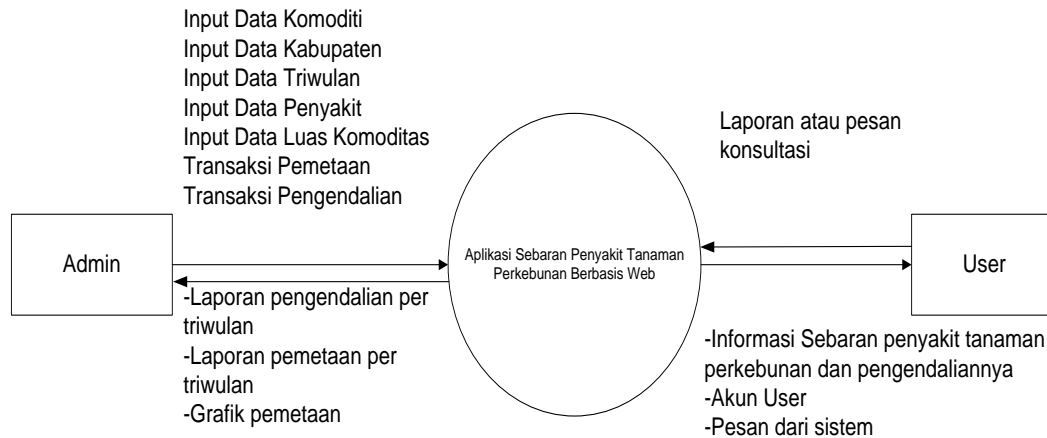 Input Data Komoditi
Input Data Kabupaten
Input Data Triwulan
Input Data Penyakit
Input Data Luas Komoditas
Transaksi Pemetaan
Transaksi Pengendalian
Laporan atau pesan
konsultasi
Admin
Aplikasi Sebaran Penyakit Tanaman
Perkebunan Berbasis Web
User
-Laporan pengendalian per
triwulan
-Laporan pemetaan per
triwulan
-Grafik pemetaan
-Informasi Sebaran penyakit tanaman
perkebunan dan pengendaliannya
-Akun User
-Pesan dari sistem